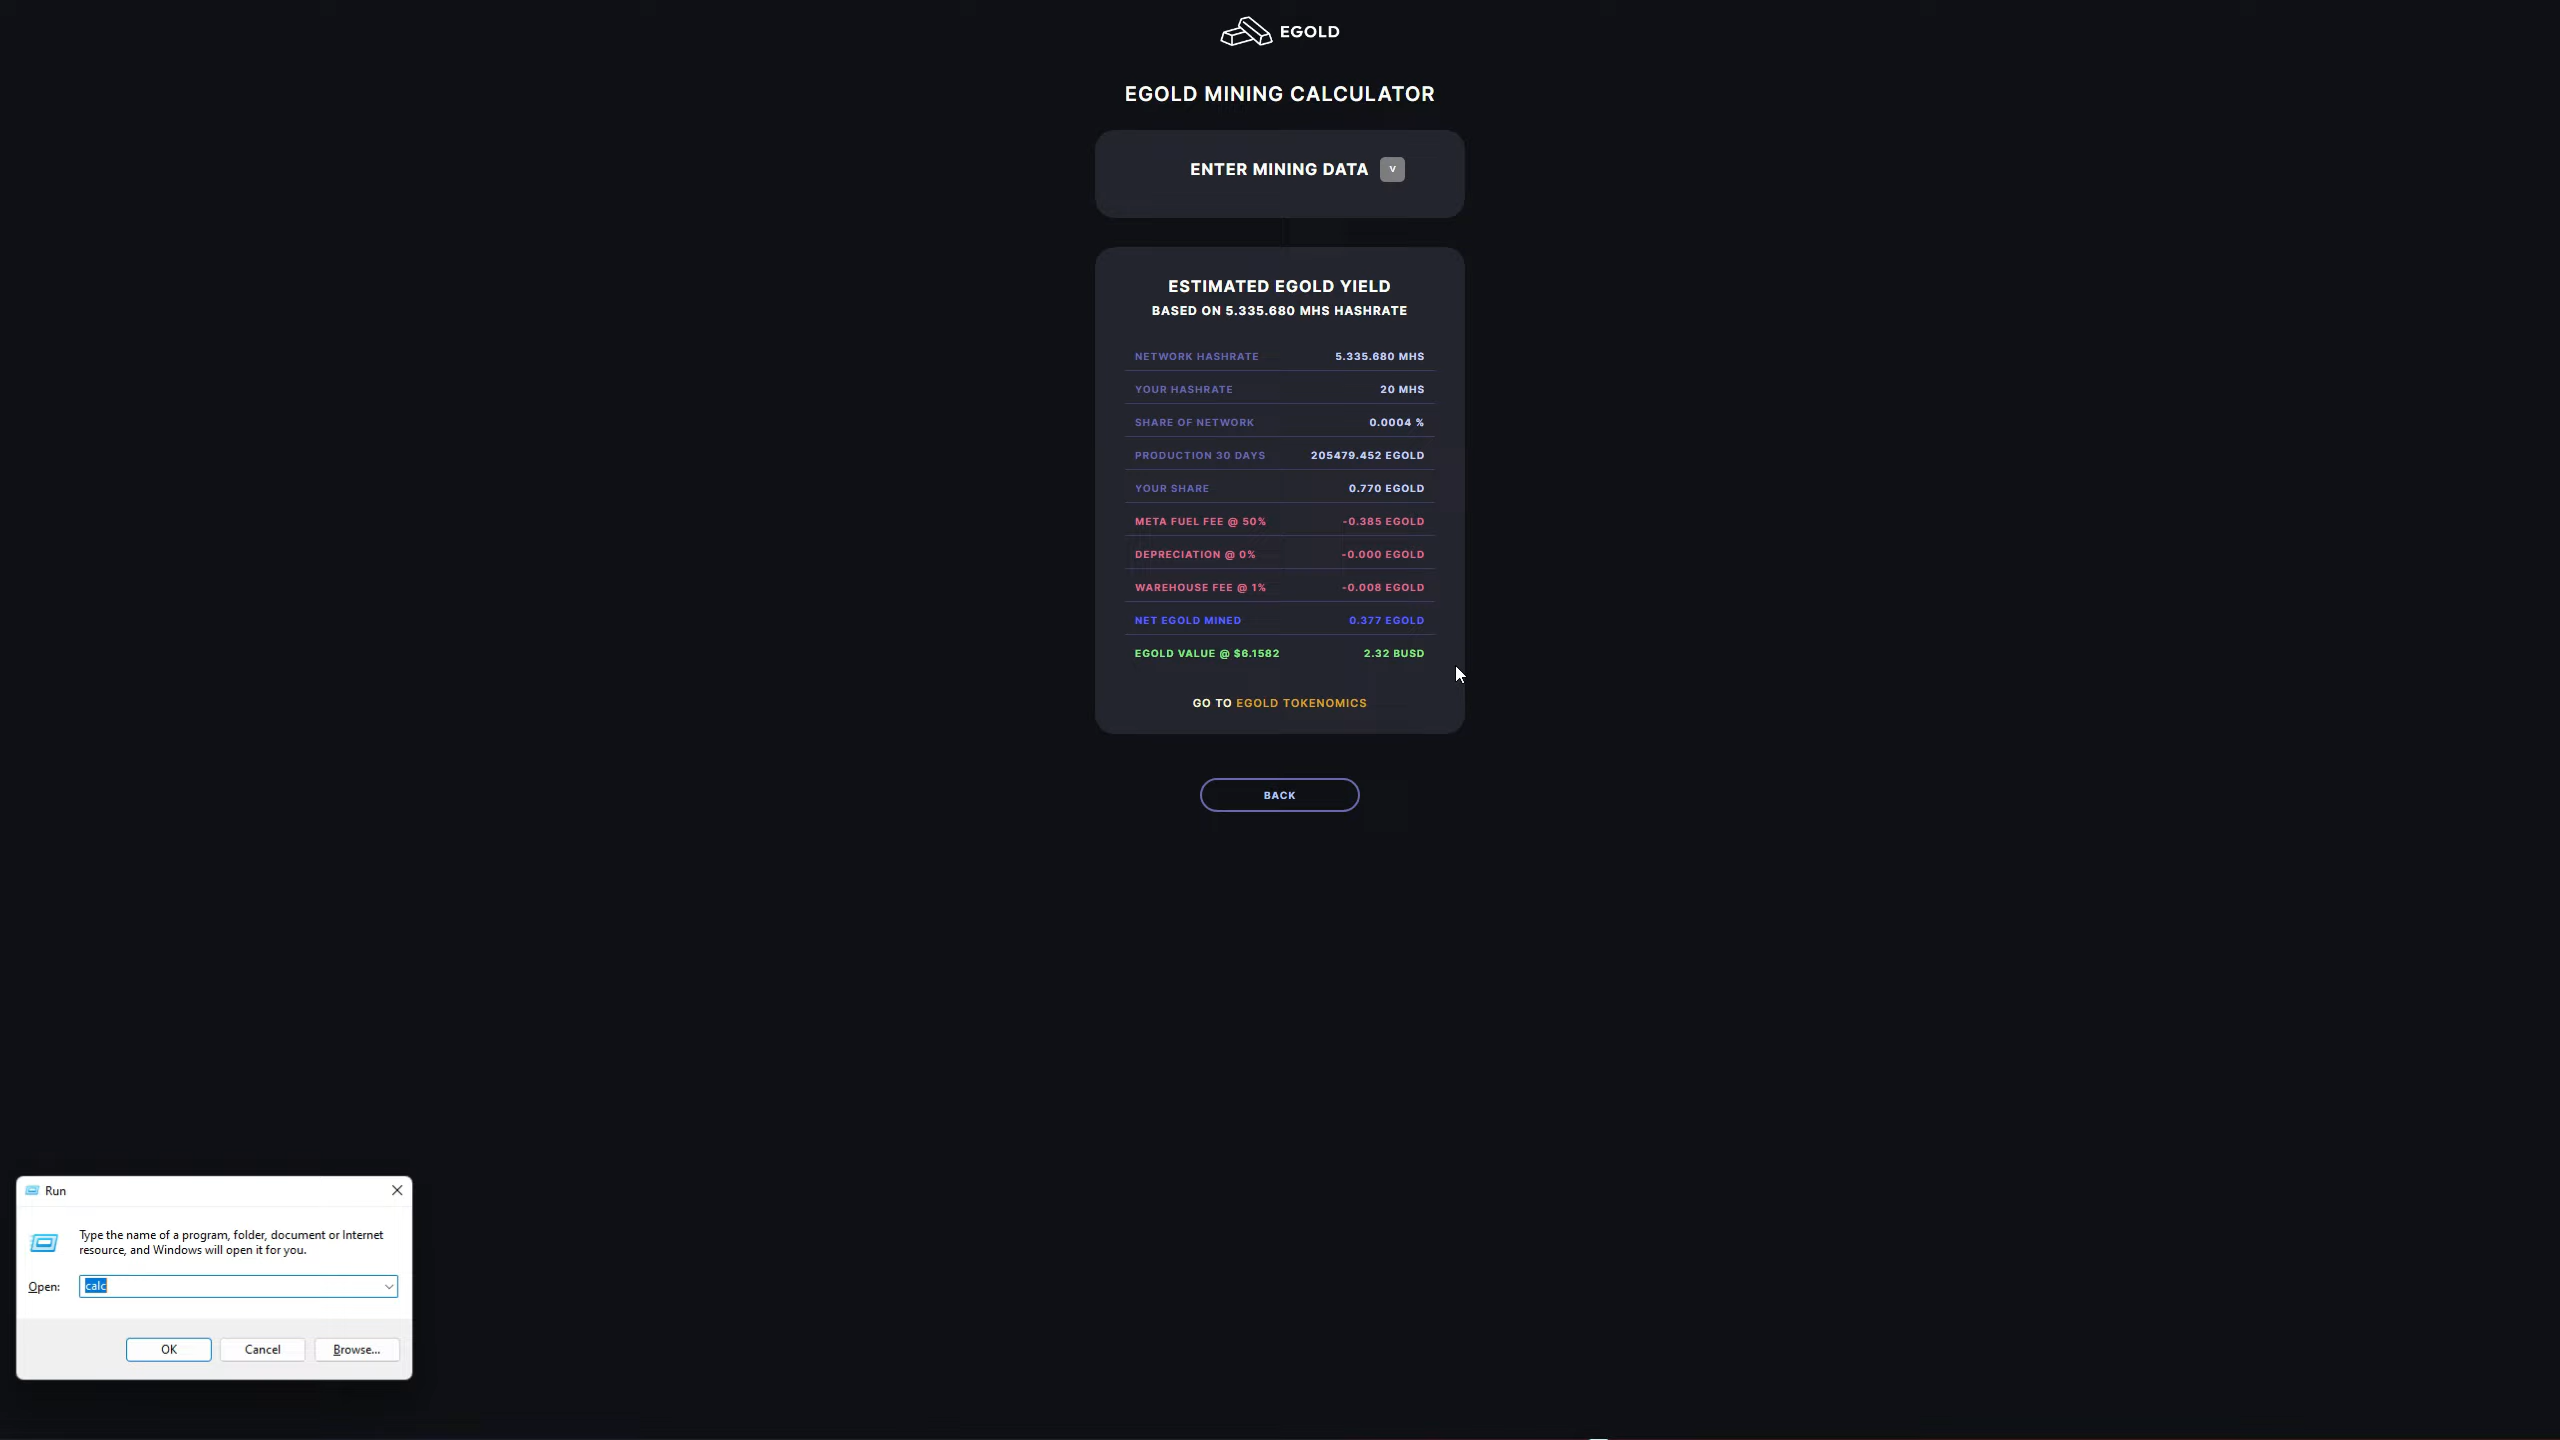 EGOLD
EGOLD MINING CALCULATOR
ENTER MINING DATA v
ESTIMATED EGOLD YIELD
BASED ON 5.335.680 MHS HASHRATE
NETWORK HASHRATE 5.335.680 MHS
YOUR HASHRATE 20 MHS
SHARE OF NETWORK 0.0004 %
PRODUCTION 30 DAYS 205479.452 EGOLD
YOUR SHARE 0.770 EGOLD
META FUEL FEE @ 50% -0.385 EGOLD
DEPRECIATION @ 0% -0.000 EGOLD
WAREHOUSE FEE @ 1% -0.008 EGOLD
NET EGOLD MINED 0.377 EGOLD
EGOLD VALUE @ $6.1582 2.32 BUSD
GO TO EGOLD TOKENOMICS
BACK
Run
Type the name of a program, folder, document or Internet
resource, and Windows will open it for you.
Open: calc
OK Cancel Browse...